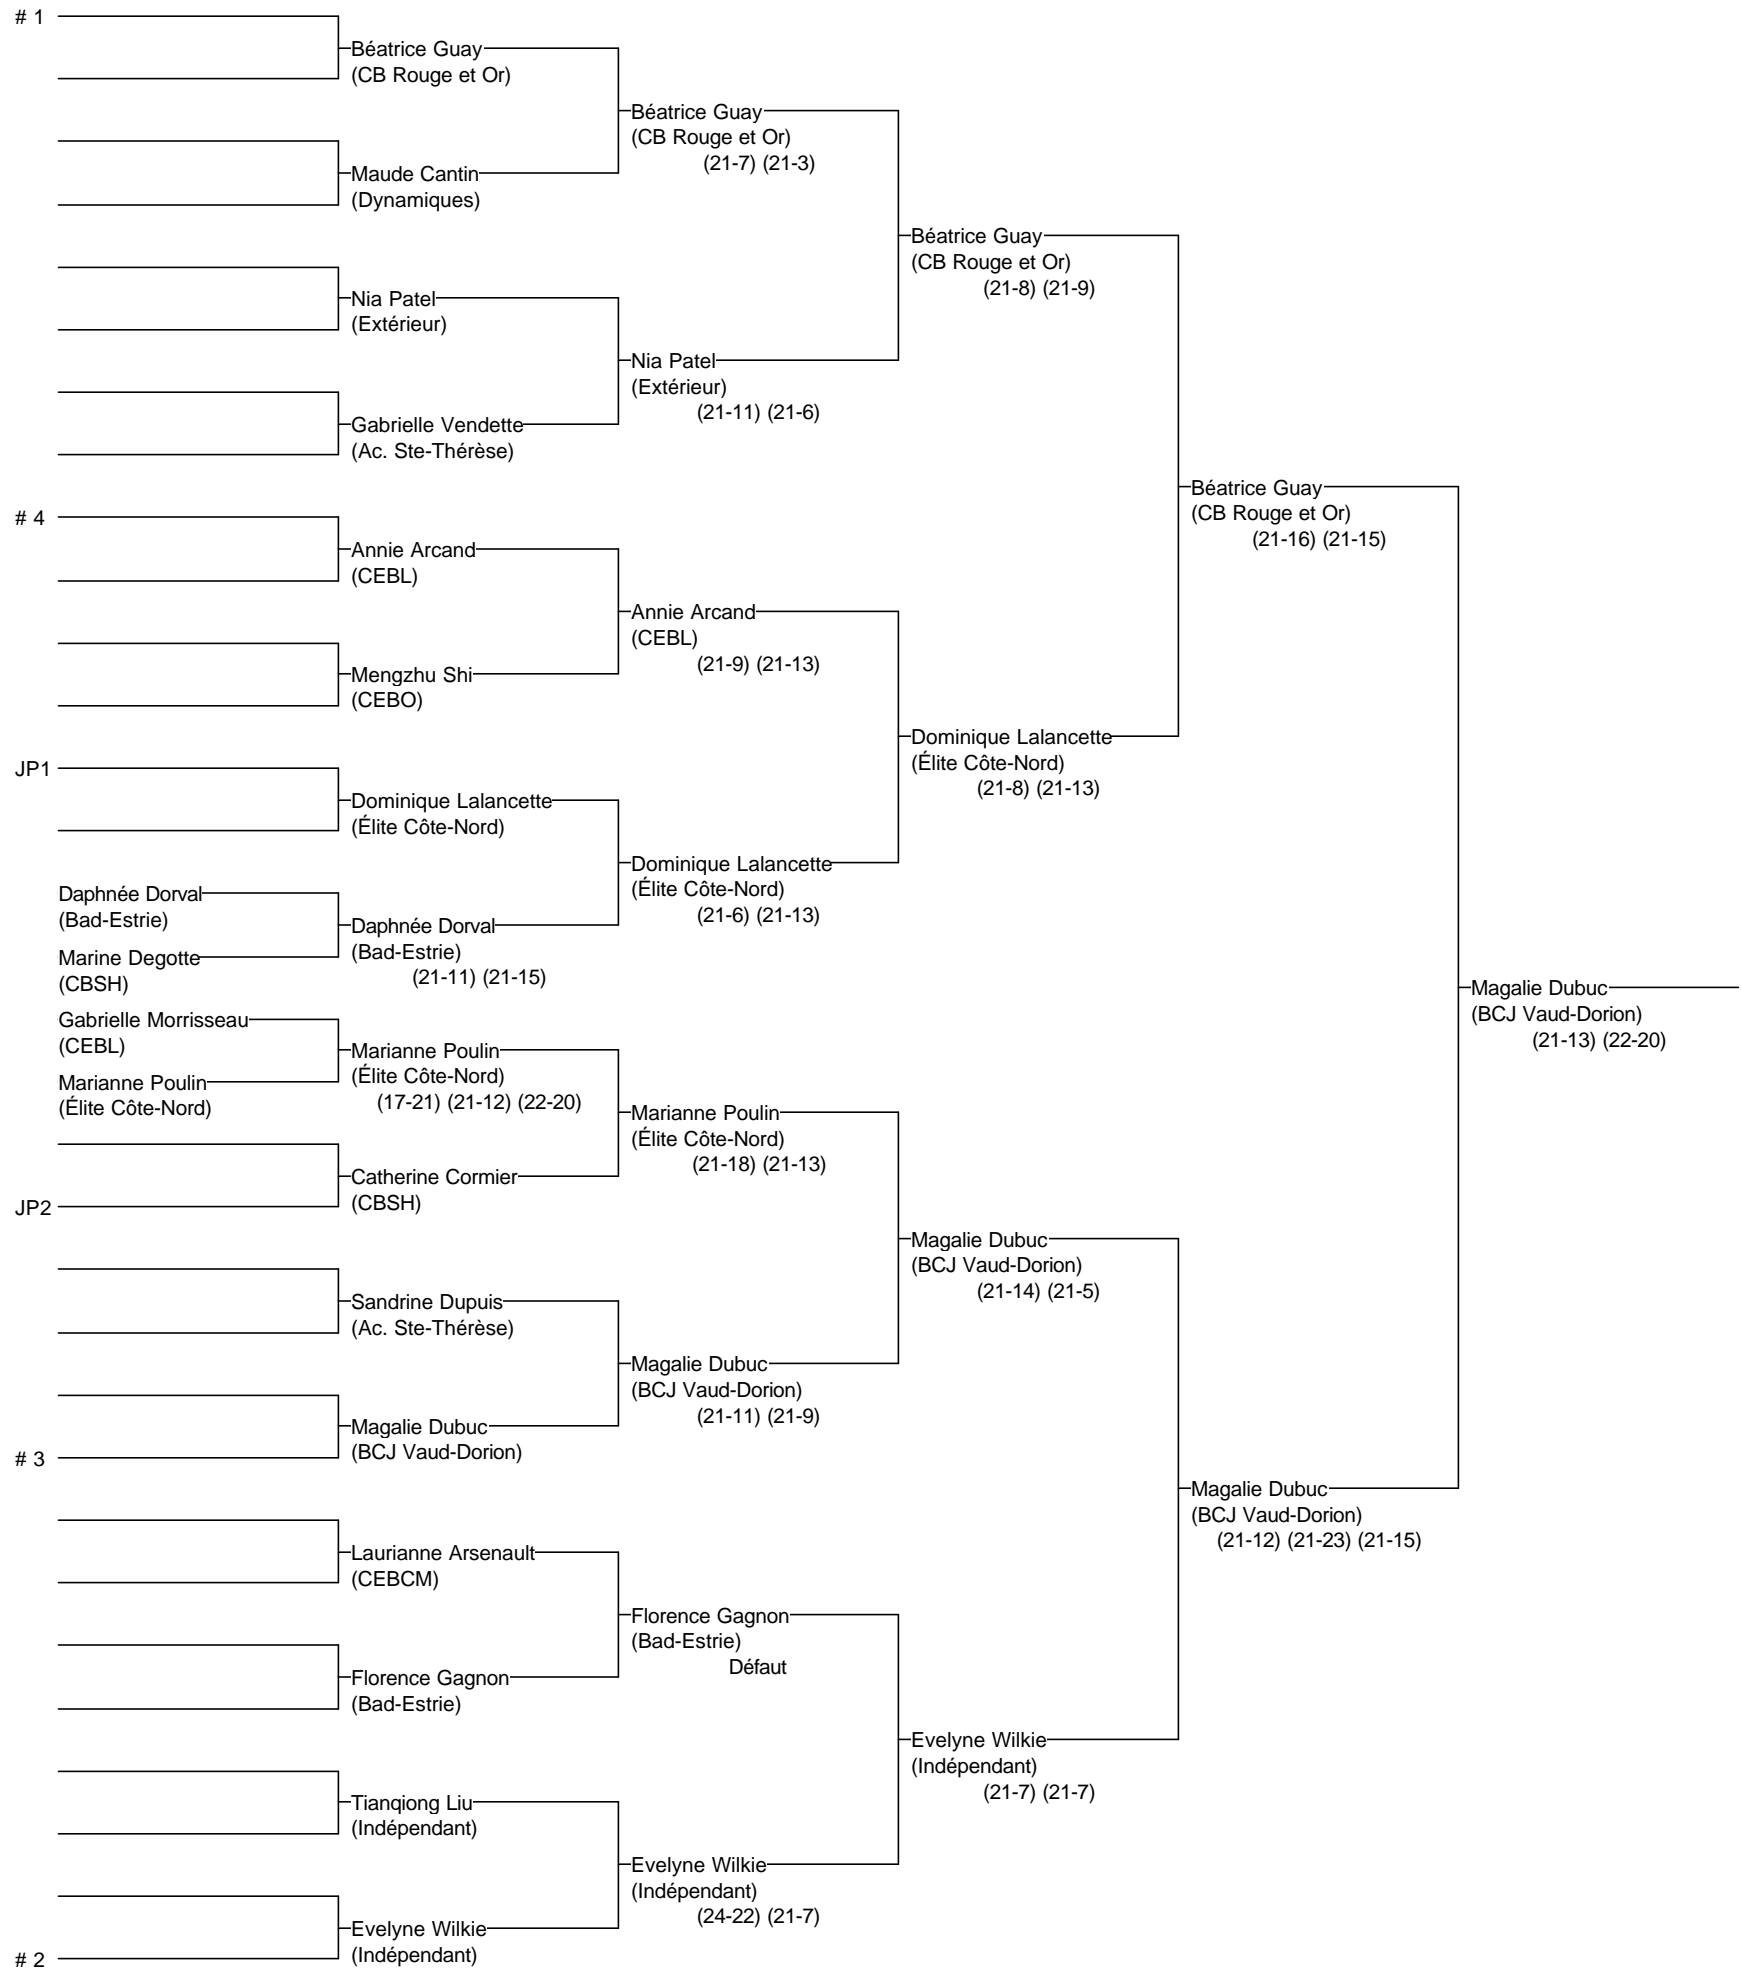 # 1
Béatrice Guay
(CB Rouge et Or)
Béatrice Guay
(CB Rouge et Or)
(21-7) (21-3)
Maude Cantin
(Dynamiques)
Béatrice Guay
(CB Rouge et Or)
(21-8) (21-9)
Nia Patel
(Extérieur)
Nia Patel
(Extérieur)
(21-11) (21-6)
Gabrielle Vendette
(Ac. Ste-Thérèse)
Béatrice Guay
(CB Rouge et Or)
(21-16) (21-15)
# 4
Annie Arcand
(CEBL)
Annie Arcand
(CEBL)
(21-9) (21-13)
Mengzhu Shi
(CEBO)
Dominique Lalancette
(Élite Côte-Nord)
(21-8) (21-13)
JP1
Dominique Lalancette
(Élite Côte-Nord)
Dominique Lalancette
(Élite Côte-Nord)
(21-6) (21-13)
Daphnée Dorval
(Bad-Estrie)
Daphnée Dorval
(Bad-Estrie)
(21-11) (21-15)
Marine Degotte
(CBSH)
Magalie Dubuc
(BCJ Vaud-Dorion)
(21-13) (22-20)
Gabrielle Morrisseau
(CEBL)
Marianne Poulin
(Élite Côte-Nord)
(17-21) (21-12) (22-20)
Marianne Poulin
(Élite Côte-Nord)
Marianne Poulin
(Élite Côte-Nord)
(21-18) (21-13)
Catherine Cormier
(CBSH)
JP2
Magalie Dubuc
(BCJ Vaud-Dorion)
(21-14) (21-5)
Sandrine Dupuis
(Ac. Ste-Thérèse)
Magalie Dubuc
(BCJ Vaud-Dorion)
(21-11) (21-9)
Magalie Dubuc
(BCJ Vaud-Dorion)
# 3
Magalie Dubuc
(BCJ Vaud-Dorion)
(21-12) (21-23) (21-15)
Laurianne Arsenault
(CEBCM)
Florence Gagnon
(Bad-Estrie)
Défaut
Florence Gagnon
(Bad-Estrie)
Evelyne Wilkie
(Indépendant)
(21-7) (21-7)
Tianqiong Liu
(Indépendant)
Evelyne Wilkie
(Indépendant)
(24-22) (21-7)
Evelyne Wilkie
(Indépendant)
# 2